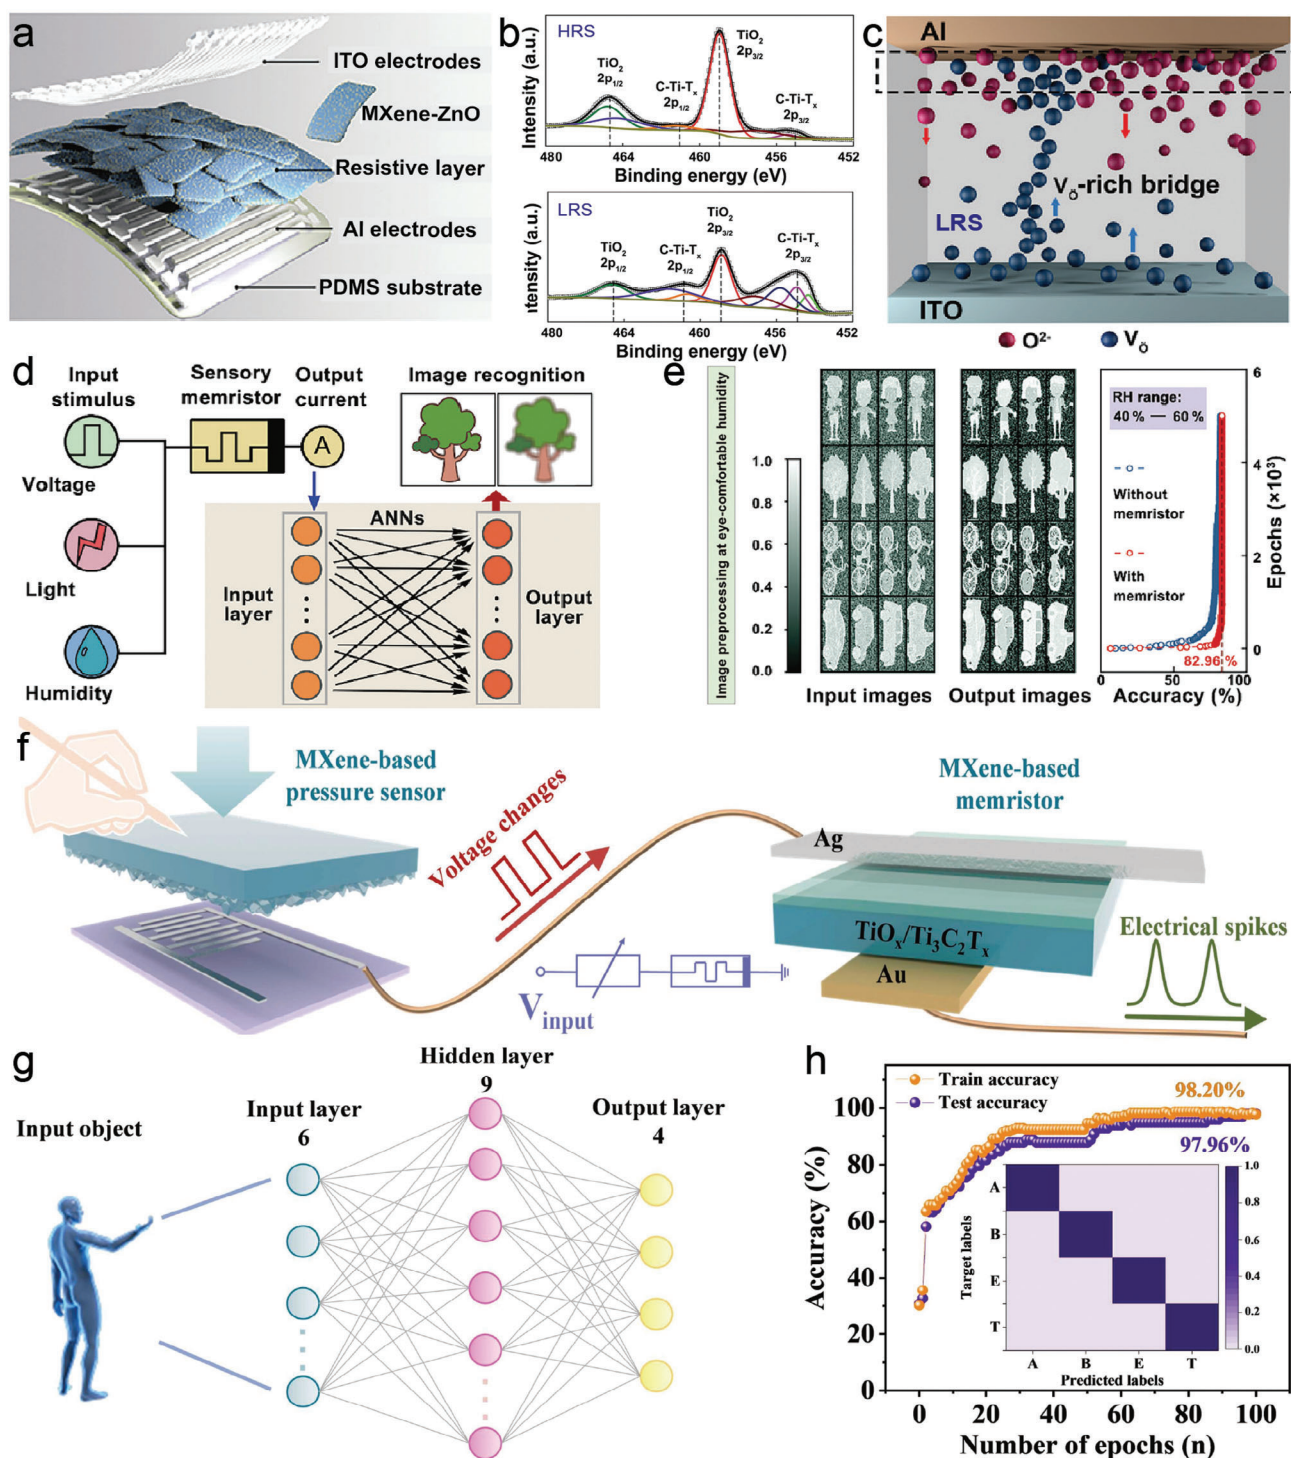 a
ITO electrodes
MXene-ZnO
Resistive layer
Al electrodes
PDMS substrate
b
HRS
TiO₂
2p₁/₂
C-Ti-Tₓ
2p₁/₂
TiO₂
2p₃/₂
C-Ti-Tₓ
2p₃/₂
Intensity (a.u.)
480 464 460 456 452
Binding energy (eV)
LRS
TiO₂
2p₁/₂
C-Ti-Tₓ
2p₁/₂
TiO₂
2p₃/₂
C-Ti-Tₓ
2p₃/₂
ntensity (a.u.)
480 464 460 456 452
Binding energy (eV)
c
Al
V_Ö-rich bridge
LRS
ITO
O²⁻ V_Ö
d
Input
stimulus
Sensory
memristor
Output
current
Image recognition
A
Voltage
Light
Humidity
ANNs
Input
layer
Output
layer
e
Image preprocessing at eye-comfortable humidity
1.0
0.8
0.6
0.4
0.2
0.0
Input images
Output images
RH range:
40 % — 60 %
Without
memristor
With
memristor
82.96 %
0 50 100
Accuracy (%)
6
4
2
0
Epochs (×10³)
f
MXene-based
pressure sensor
Voltage changes
V_input
MXene-based
memristor
Ag
TiOₓ/Ti₃C₂Tₓ
Au
Electrical spikes
g
Input object
Input layer
6
Hidden layer
9
Output layer
4
h
Train accuracy
Test accuracy
98.20%
97.96%
Accuracy (%)
100
80
60
40
20
0
0 20 40 60 80 100
Number of epochs (n)
Target labels
A
B
E
T
A B E T
Predicted labels
1.0
0.8
0.6
0.4
0.2
0.0